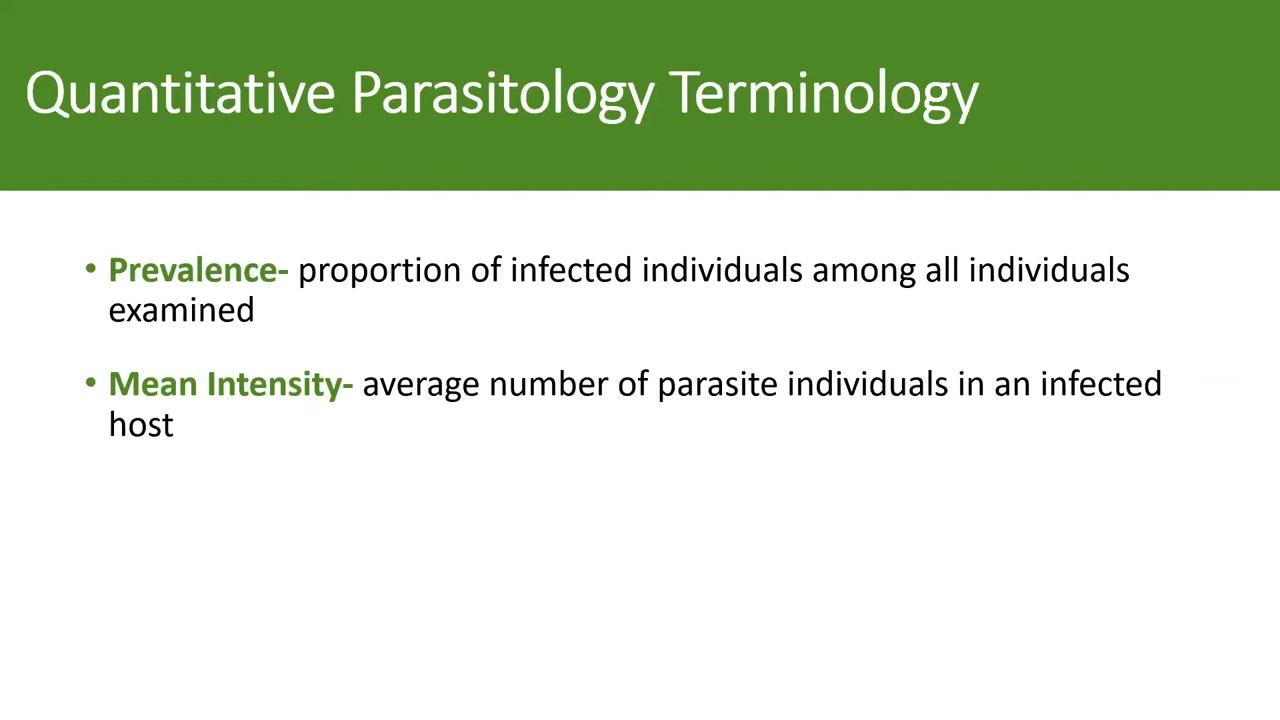 Quantitative Parasitology Terminology
• Prevalence- proportion of infected individuals among all individuals
examined
• Mean Intensity- average number of parasite individuals in an infected
host